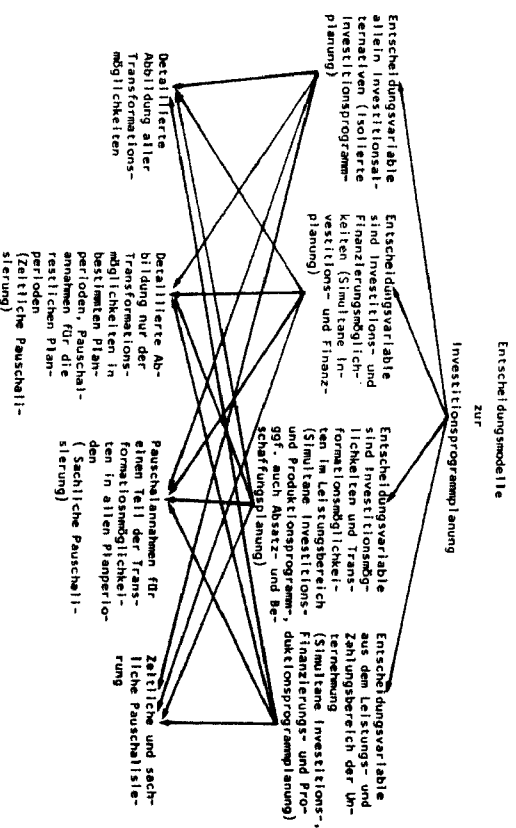 Entscheidungsmodelle
zur
Investitionsprogrammplanung
Entscheidungsvariable
allein Investitionsal-
ternativen (Isolierte
Investitionsprogramm-
planung)
Entscheidungsvariable
sind Investitions- und
Finanzierungsmöglich-
keiten (Simultane In-
vestitions- und Finanz-
planung)
Entscheidungsvariable
sind Investitionsmög-
lichkeiten und Trans-
formationsmöglichkei-
ten im Leistungsbereich
(Simultane Investitions-
und Produktionsprogramm-,
ggf. auch Absatz- und Be-
schaffungsplanung)
Entscheidungsvariable
aus dem Leistungs- und
Zahlungsbereich der Un-
ternehmung
(Simultane Investitions-,
Finanzierungs- und Pro-
duktionsprogrammplanung)
Detaillierte
Abbildung aller
Transformations-
möglichkeiten
Detaillierte Ab-
bildung nur der
Transformations-
möglichkeiten in
bestimmten Plan-
perioden, Pauschal-
annahmen für die
restlichen Plan-
perioden
(Zeitliche Pauschali-
sierung)
Pauschalannahmen für
einen Teil der Trans-
formationsmöglichkei-
ten in allen Planperio-
den
( Sachliche Pauschali-
sierung)
Zeitliche und sach-
liche Pauschalisie-
rung